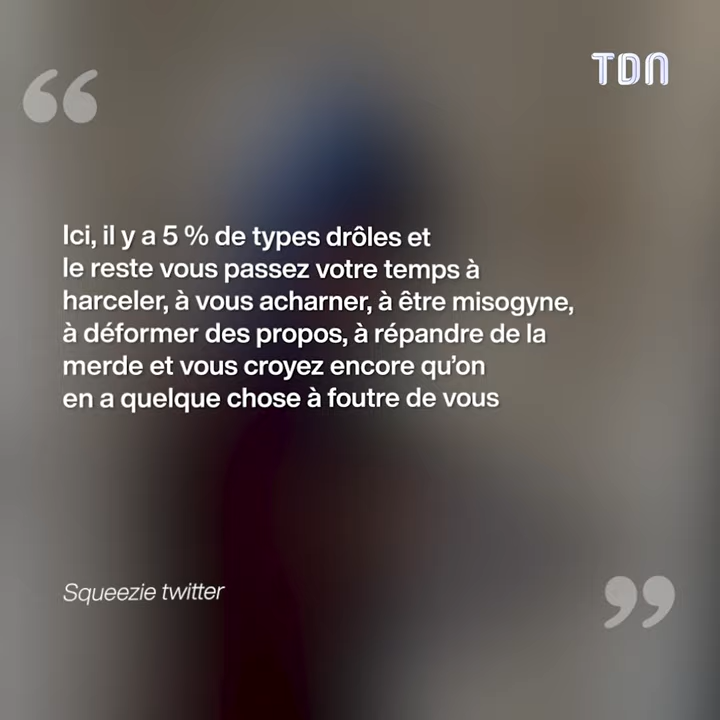 TDN
“
Ici, il y a 5 % de types drôles et
le reste vous passez votre temps à
harceler, à vous acharner, à être misogyne,
à déformer des propos, à répandre de la
merde et vous croyez encore qu’on
en a quelque chose à foutre de vous
Squeezie twitter
”